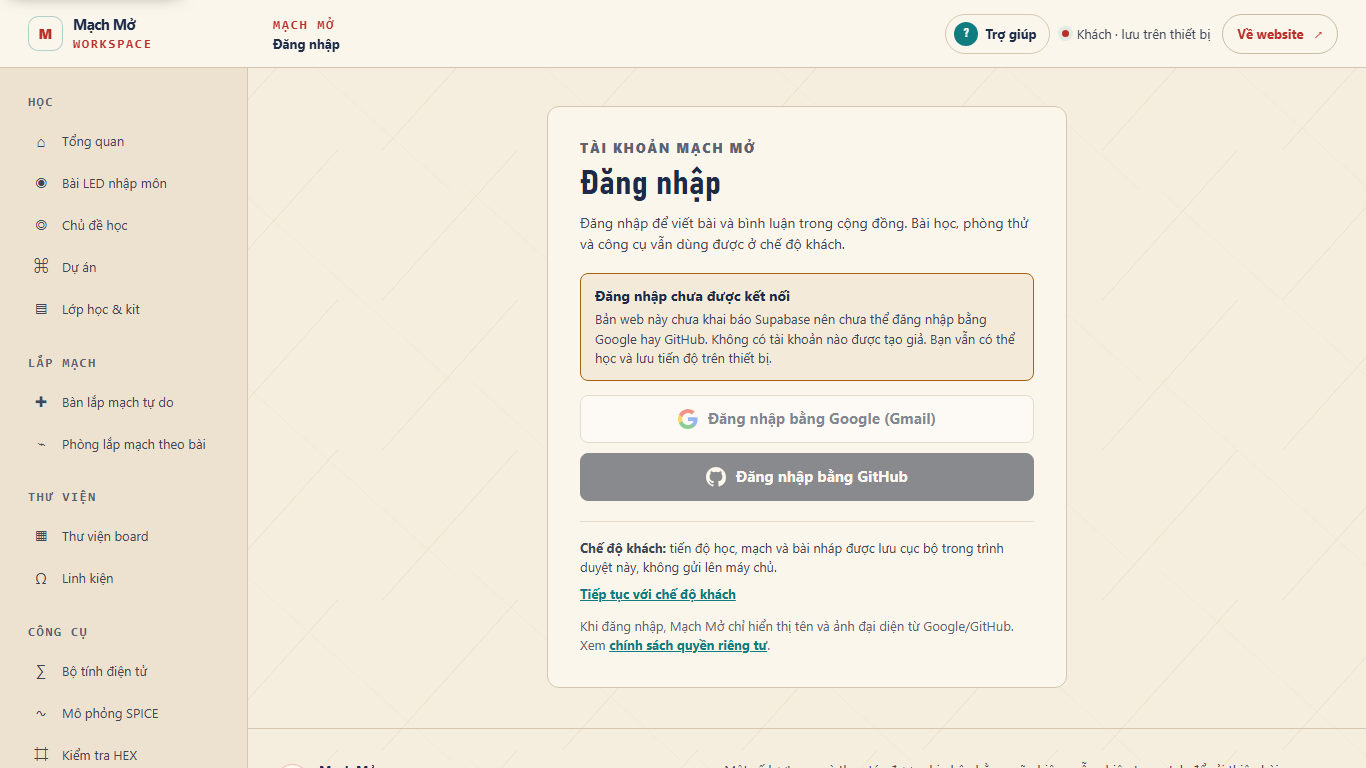 M
Mạch Mở
WORKSPACE
MẠCH MỞ
Đăng nhập
? Trợ giúp
Khách · lưu trên thiết bị
Về website ↗
HỌC
Tổng quan
Bài LED nhập môn
Chủ đề học
Dự án
Lớp học & kit
LẮP MẠCH
Bàn lắp mạch tự do
Phòng lắp mạch theo bài
THƯ VIỆN
Thư viện board
Linh kiện
CÔNG CỤ
Bộ tính điện tử
Mô phỏng SPICE
Kiểm tra HEX
TÀI KHOẢN MẠCH MỞ
Đăng nhập
Đăng nhập để viết bài và bình luận trong cộng đồng. Bài học, phòng thử
và công cụ vẫn dùng được ở chế độ khách.
Đăng nhập chưa được kết nối
Bản web này chưa khai báo Supabase nên chưa thể đăng nhập bằng
Google hay GitHub. Không có tài khoản nào được tạo giả. Bạn vẫn có thể
học và lưu tiến độ trên thiết bị.
Đăng nhập bằng Google (Gmail)
Đăng nhập bằng GitHub
Chế độ khách: tiến độ học, mạch và bài nháp được lưu cục bộ trong trình
duyệt này, không gửi lên máy chủ.
Tiếp tục với chế độ khách
Khi đăng nhập, Mạch Mở chỉ hiển thị tên và ảnh đại diện từ Google/GitHub.
Xem chính sách quyền riêng tư.